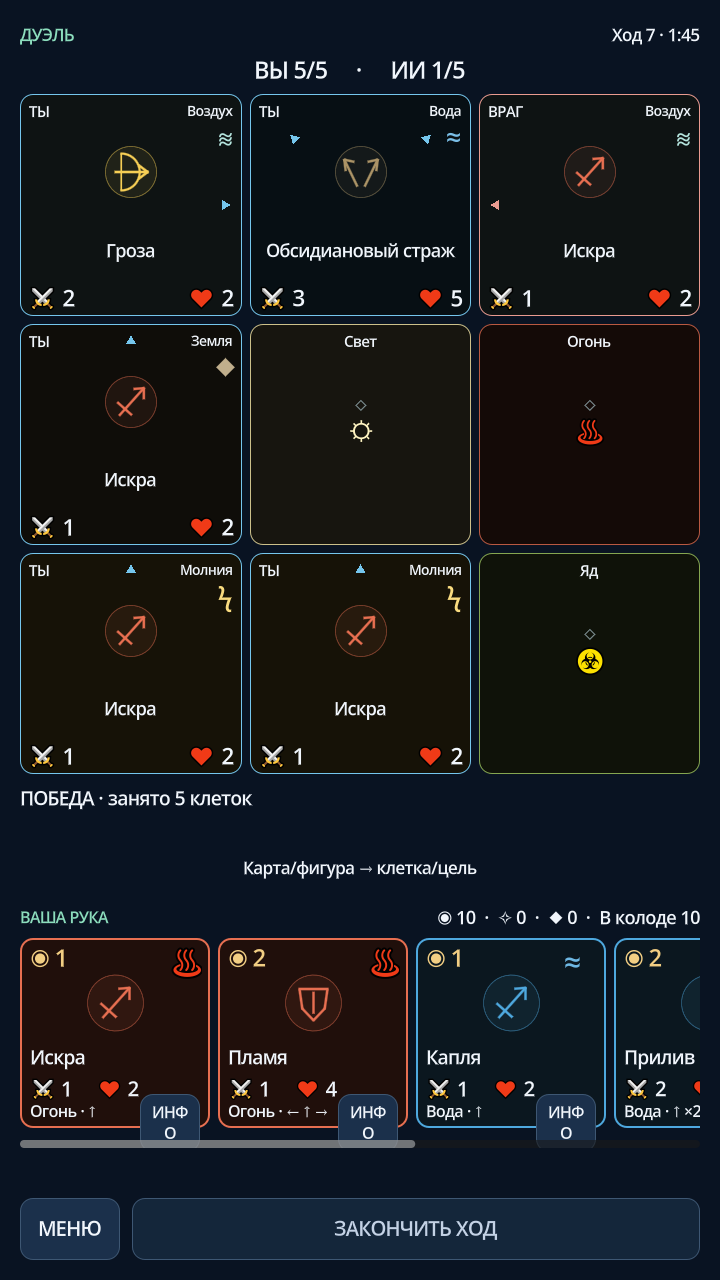 ДУЭЛЬ
Ход 7 · 1:45
ВЫ 5/5 · ИИ 1/5
ТЫ Воздух
Гроза
2 2
ТЫ Вода
Обсидиановый страж
3 5
ВРАГ Воздух
Искра
1 2
ТЫ Земля
Искра
1 2
Свет
Огонь
ТЫ Молния
Искра
1 2
ТЫ Молния
Искра
1 2
Яд
ПОБЕДА · занято 5 клеток
Карта/фигура → клетка/цель
ВАША РУКА
◉ 10 · ✧ 0 · ◆ 0 · В колоде 10
◉ 1
Искра
1 2
Огонь · ↑
ИНФО
◉ 2
Пламя
1 4
Огонь · ← ↑ →
ИНФО
◉ 1
Капля
1 2
Вода · ↑
ИНФО
◉ 2
Прилив
2
Вода · ↑ ×2
МЕНЮ
ЗАКОНЧИТЬ ХОД